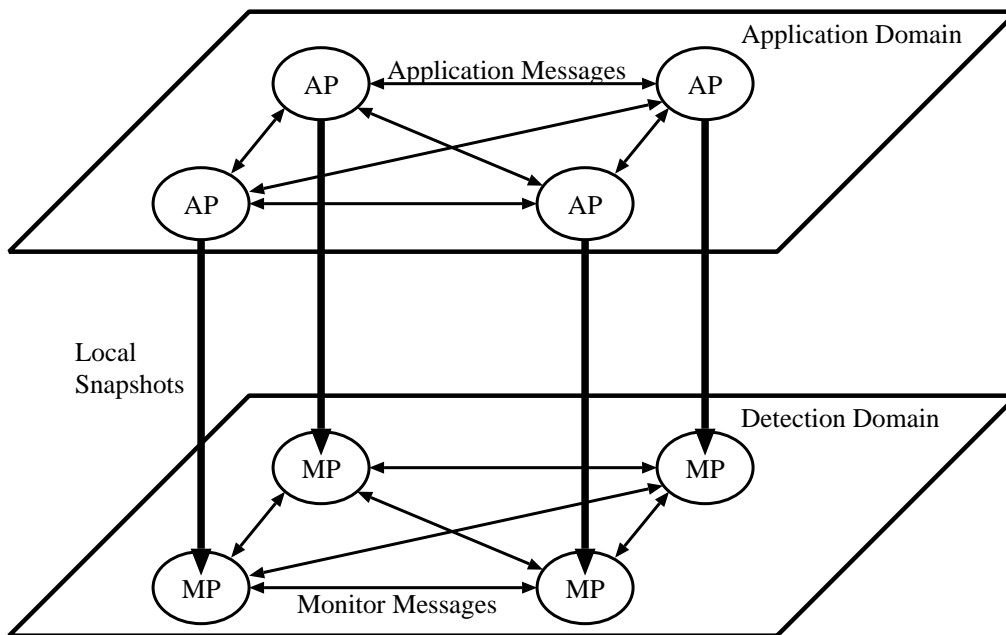 Application Domain
Application Messages
AP
AP
AP
AP
Local
Snapshots
Detection Domain
MP
MP
MP
MP
Monitor Messages